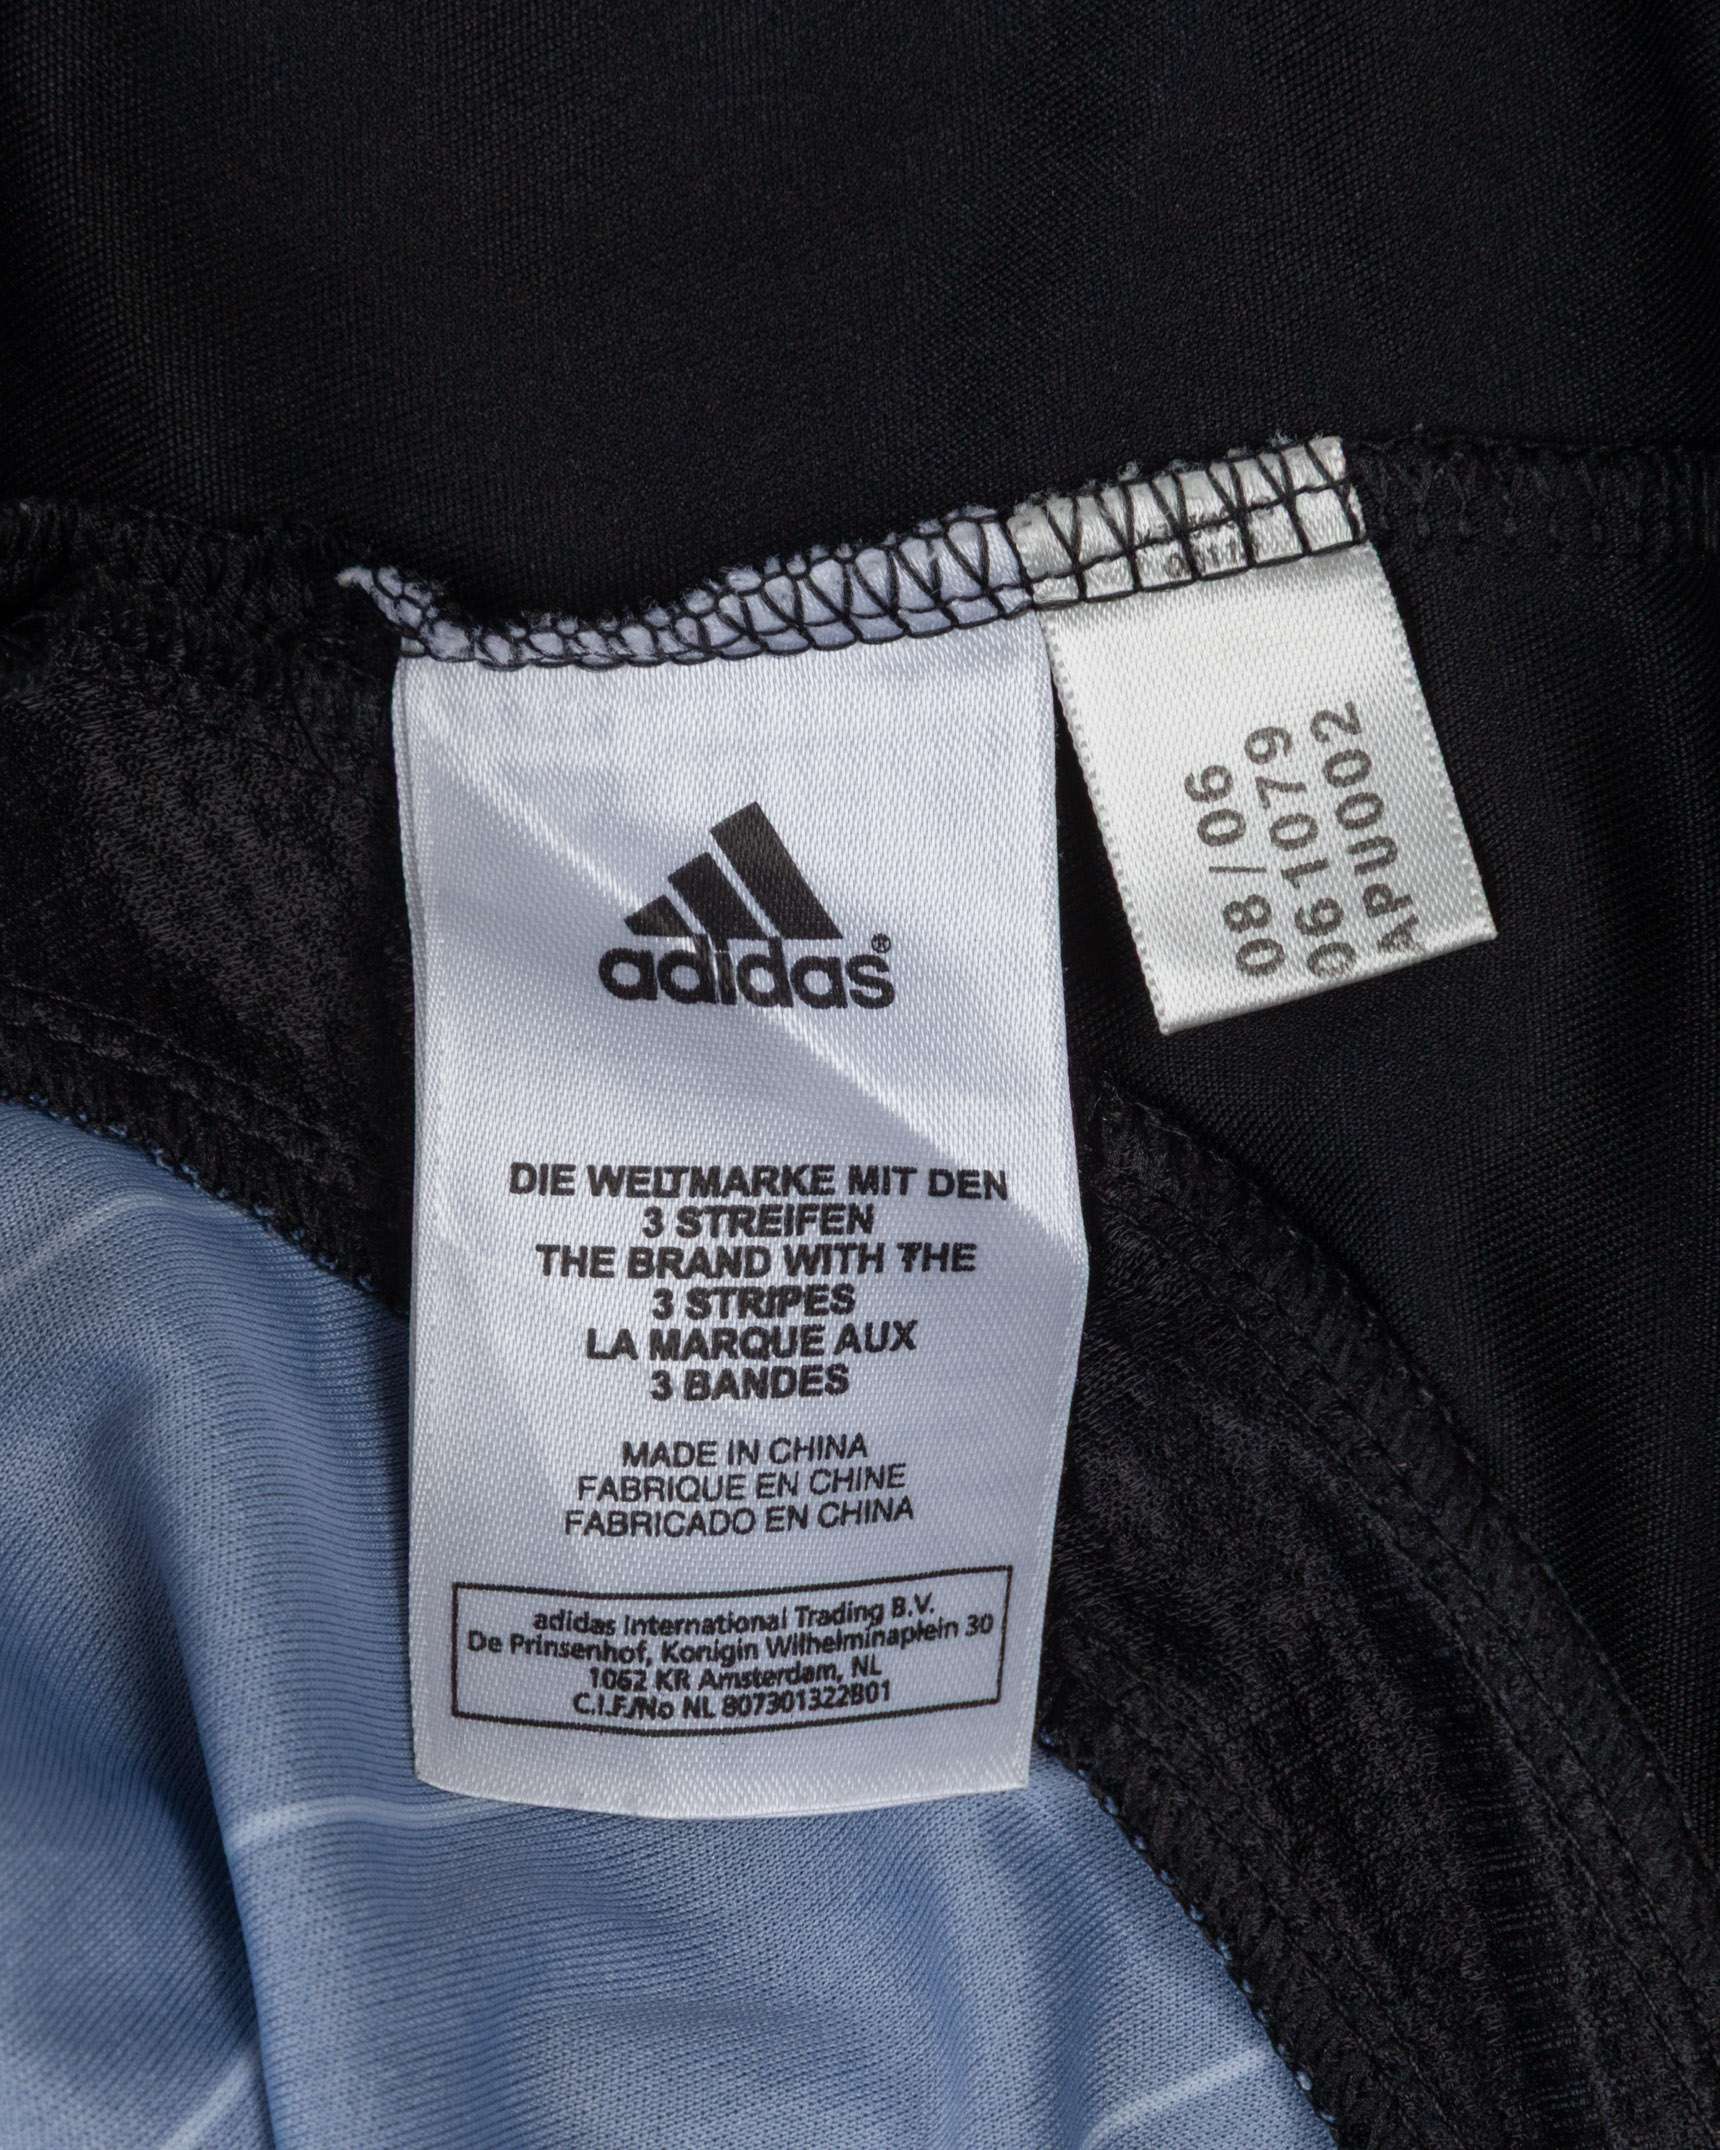 adidas®
DIE WELTMARKE MIT DEN
3 STREIFEN
THE BRAND WITH THE
3 STRIPES
LA MARQUE AUX
3 BANDES
MADE IN CHINA
FABRIQUE EN CHINE
FABRICADO EN CHINA
adidas International Trading B.V.
De Prinsenhof, Konigin Wilhelminaplein 30
1062 KR Amsterdam, NL
C.I.F./No NL 807301322B01
08/06
061079
APU002